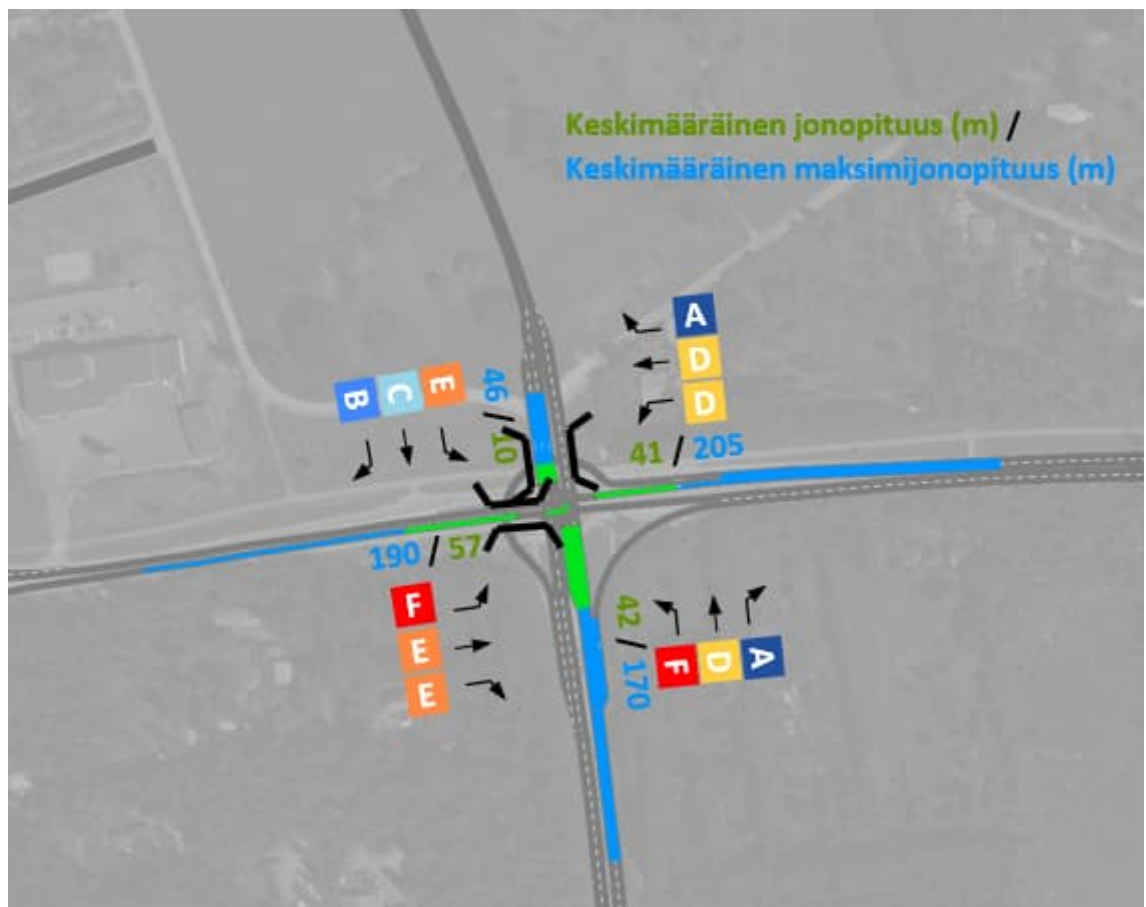 Keskimääräinen jonopituus (m) /
Keskimääräinen maksimijonopituus (m)
A
D
D
B C E
46 / 10
41 / 205
190 / 57
F
E
E
42 / 170
F D A